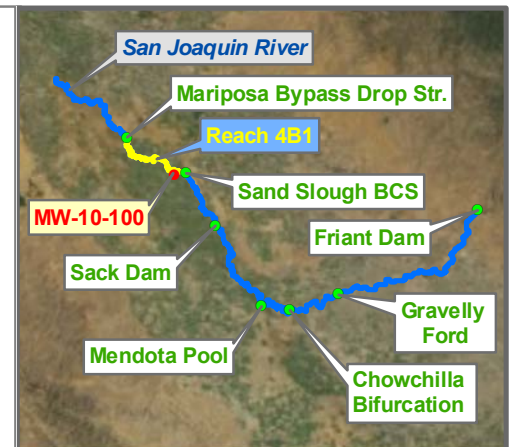 San Joaquin River
Mariposa Bypass Drop Str.
Reach 4B1
Sand Slough BCS
MW-10-100
Friant Dam
Sack Dam
Gravelly
Ford
Mendota Pool
Chowchilla
Bifurcation